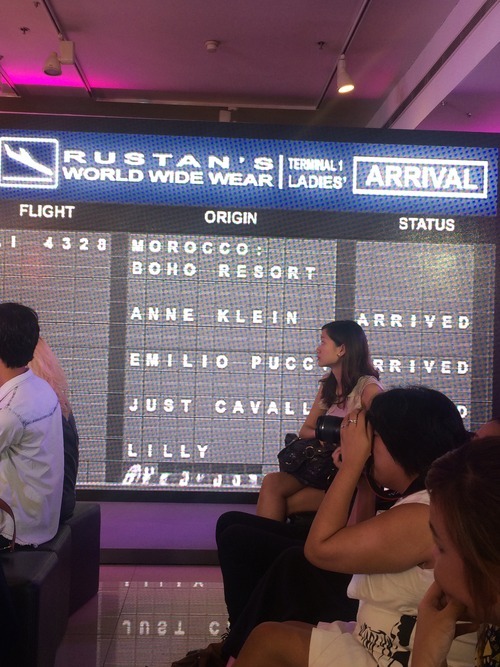 RUSTAN'S
WORLD WIDE WEAR
TERMINAL 1
LADIES'
ARRIVAL
FLIGHT ORIGIN STATUS
4328 MOROCCO:
BOHO RESORT
ANNE KLEIN ARRIVED
EMILIO PUCC RRIVED
JUST CAVALL D
LILLY